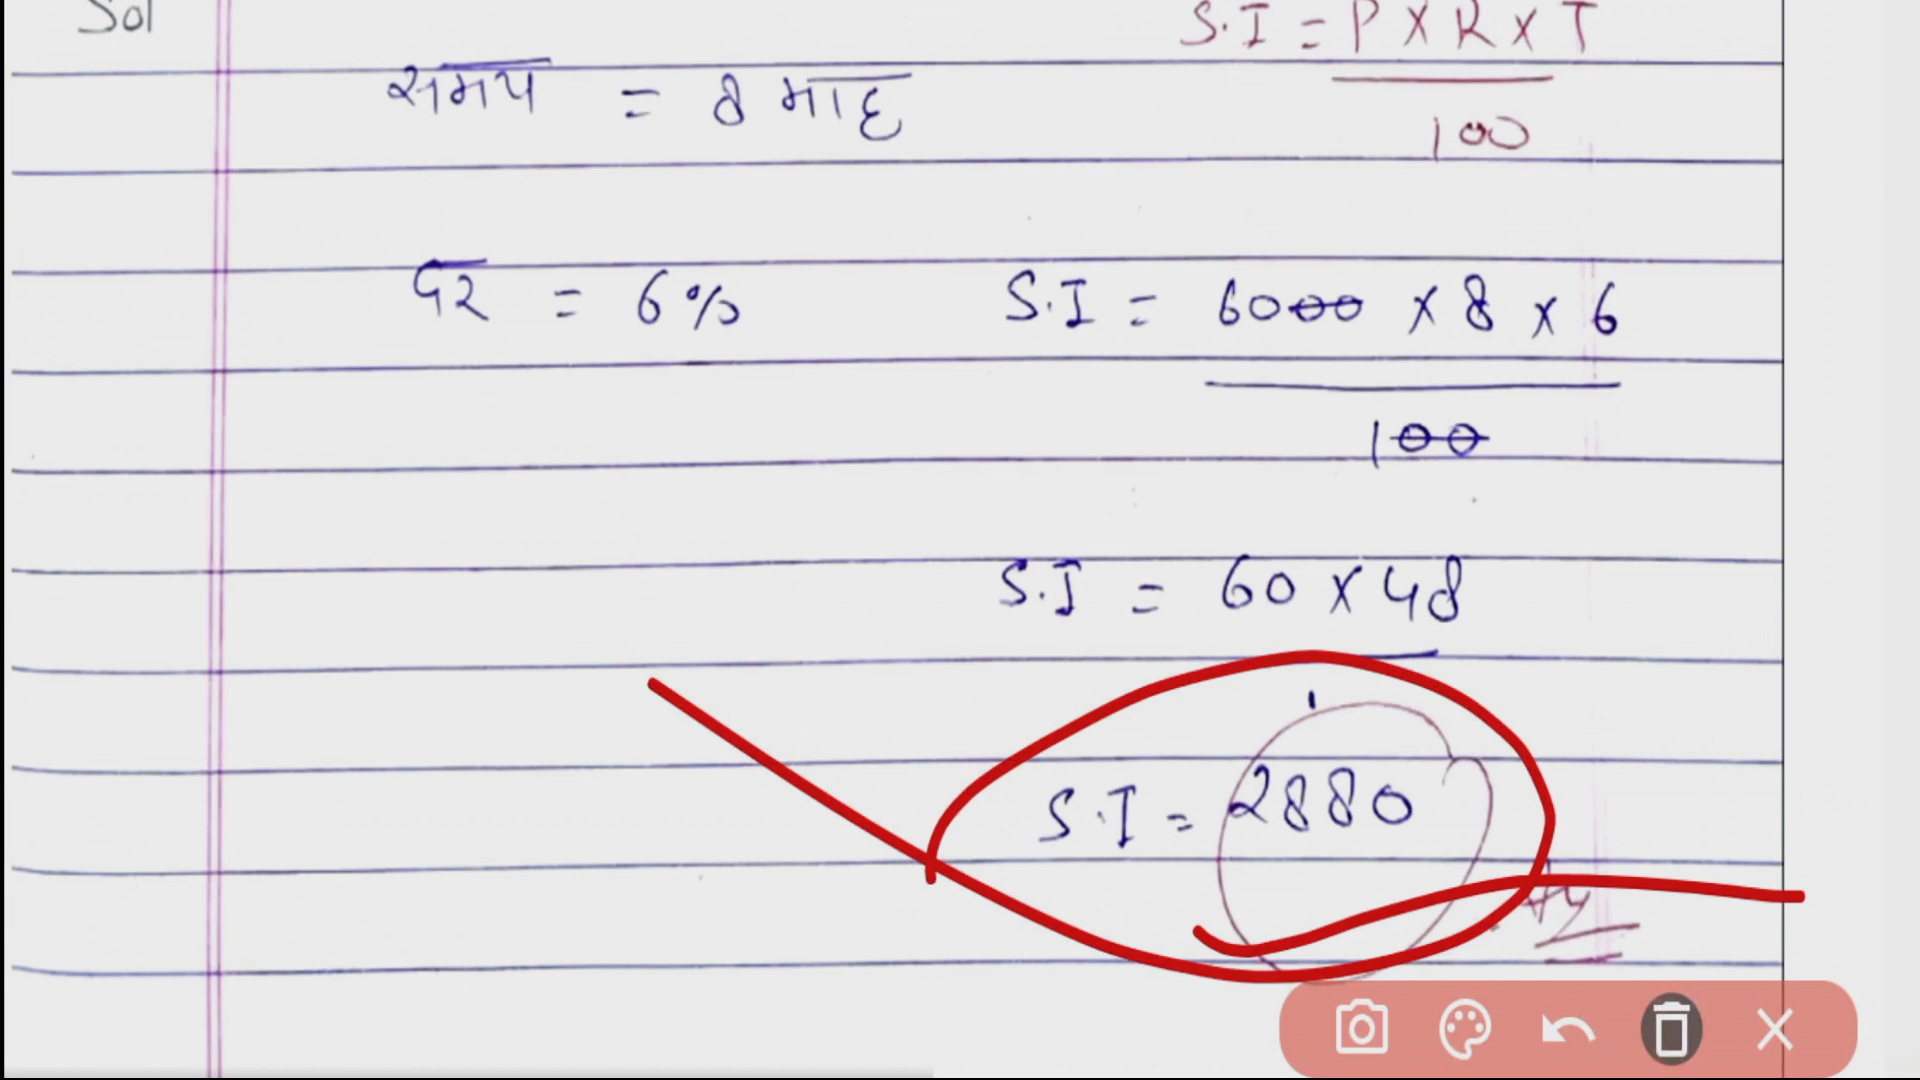 Sol
S.I = P X R X T
100
समय = 8 माह
दर = 6%
S.I = 6000 X 8 X 6
100
S.I = 60 X 48
S.I = 2880